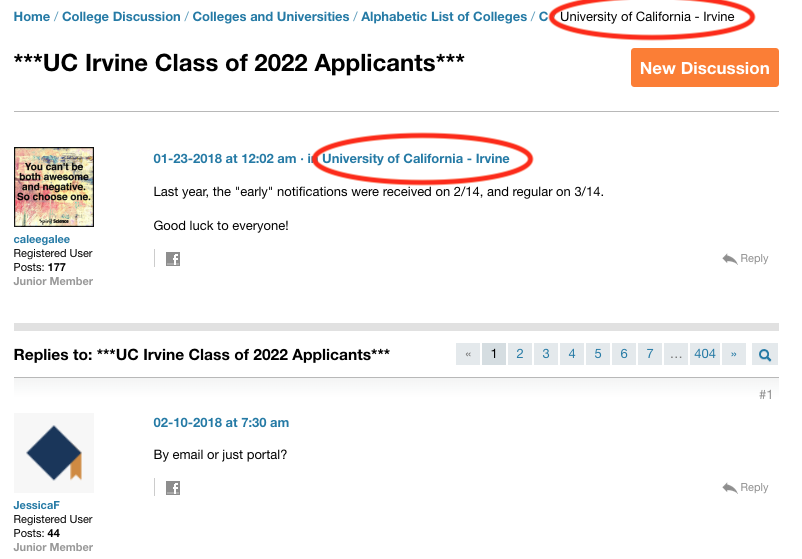 Home / College Discussion / Colleges and Universities / Alphabetic List of Colleges / C University of California - Irvine
***UC Irvine Class of 2022 Applicants***
New Discussion
You can't be
both awesome
and negative.
So choose one.
Spirit Science
caleegalee
Registered User
Posts: 177
Junior Member
01-23-2018 at 12:02 am · in University of California - Irvine
Last year, the "early" notifications were received on 2/14, and regular on 3/14.
Good luck to everyone!
Reply
Replies to: ***UC Irvine Class of 2022 Applicants***
« 1 2 3 4 5 6 7 … 404 »
#1
JessicaF
Registered User
Posts: 44
Junior Member
02-10-2018 at 7:30 am
By email or just portal?
Reply